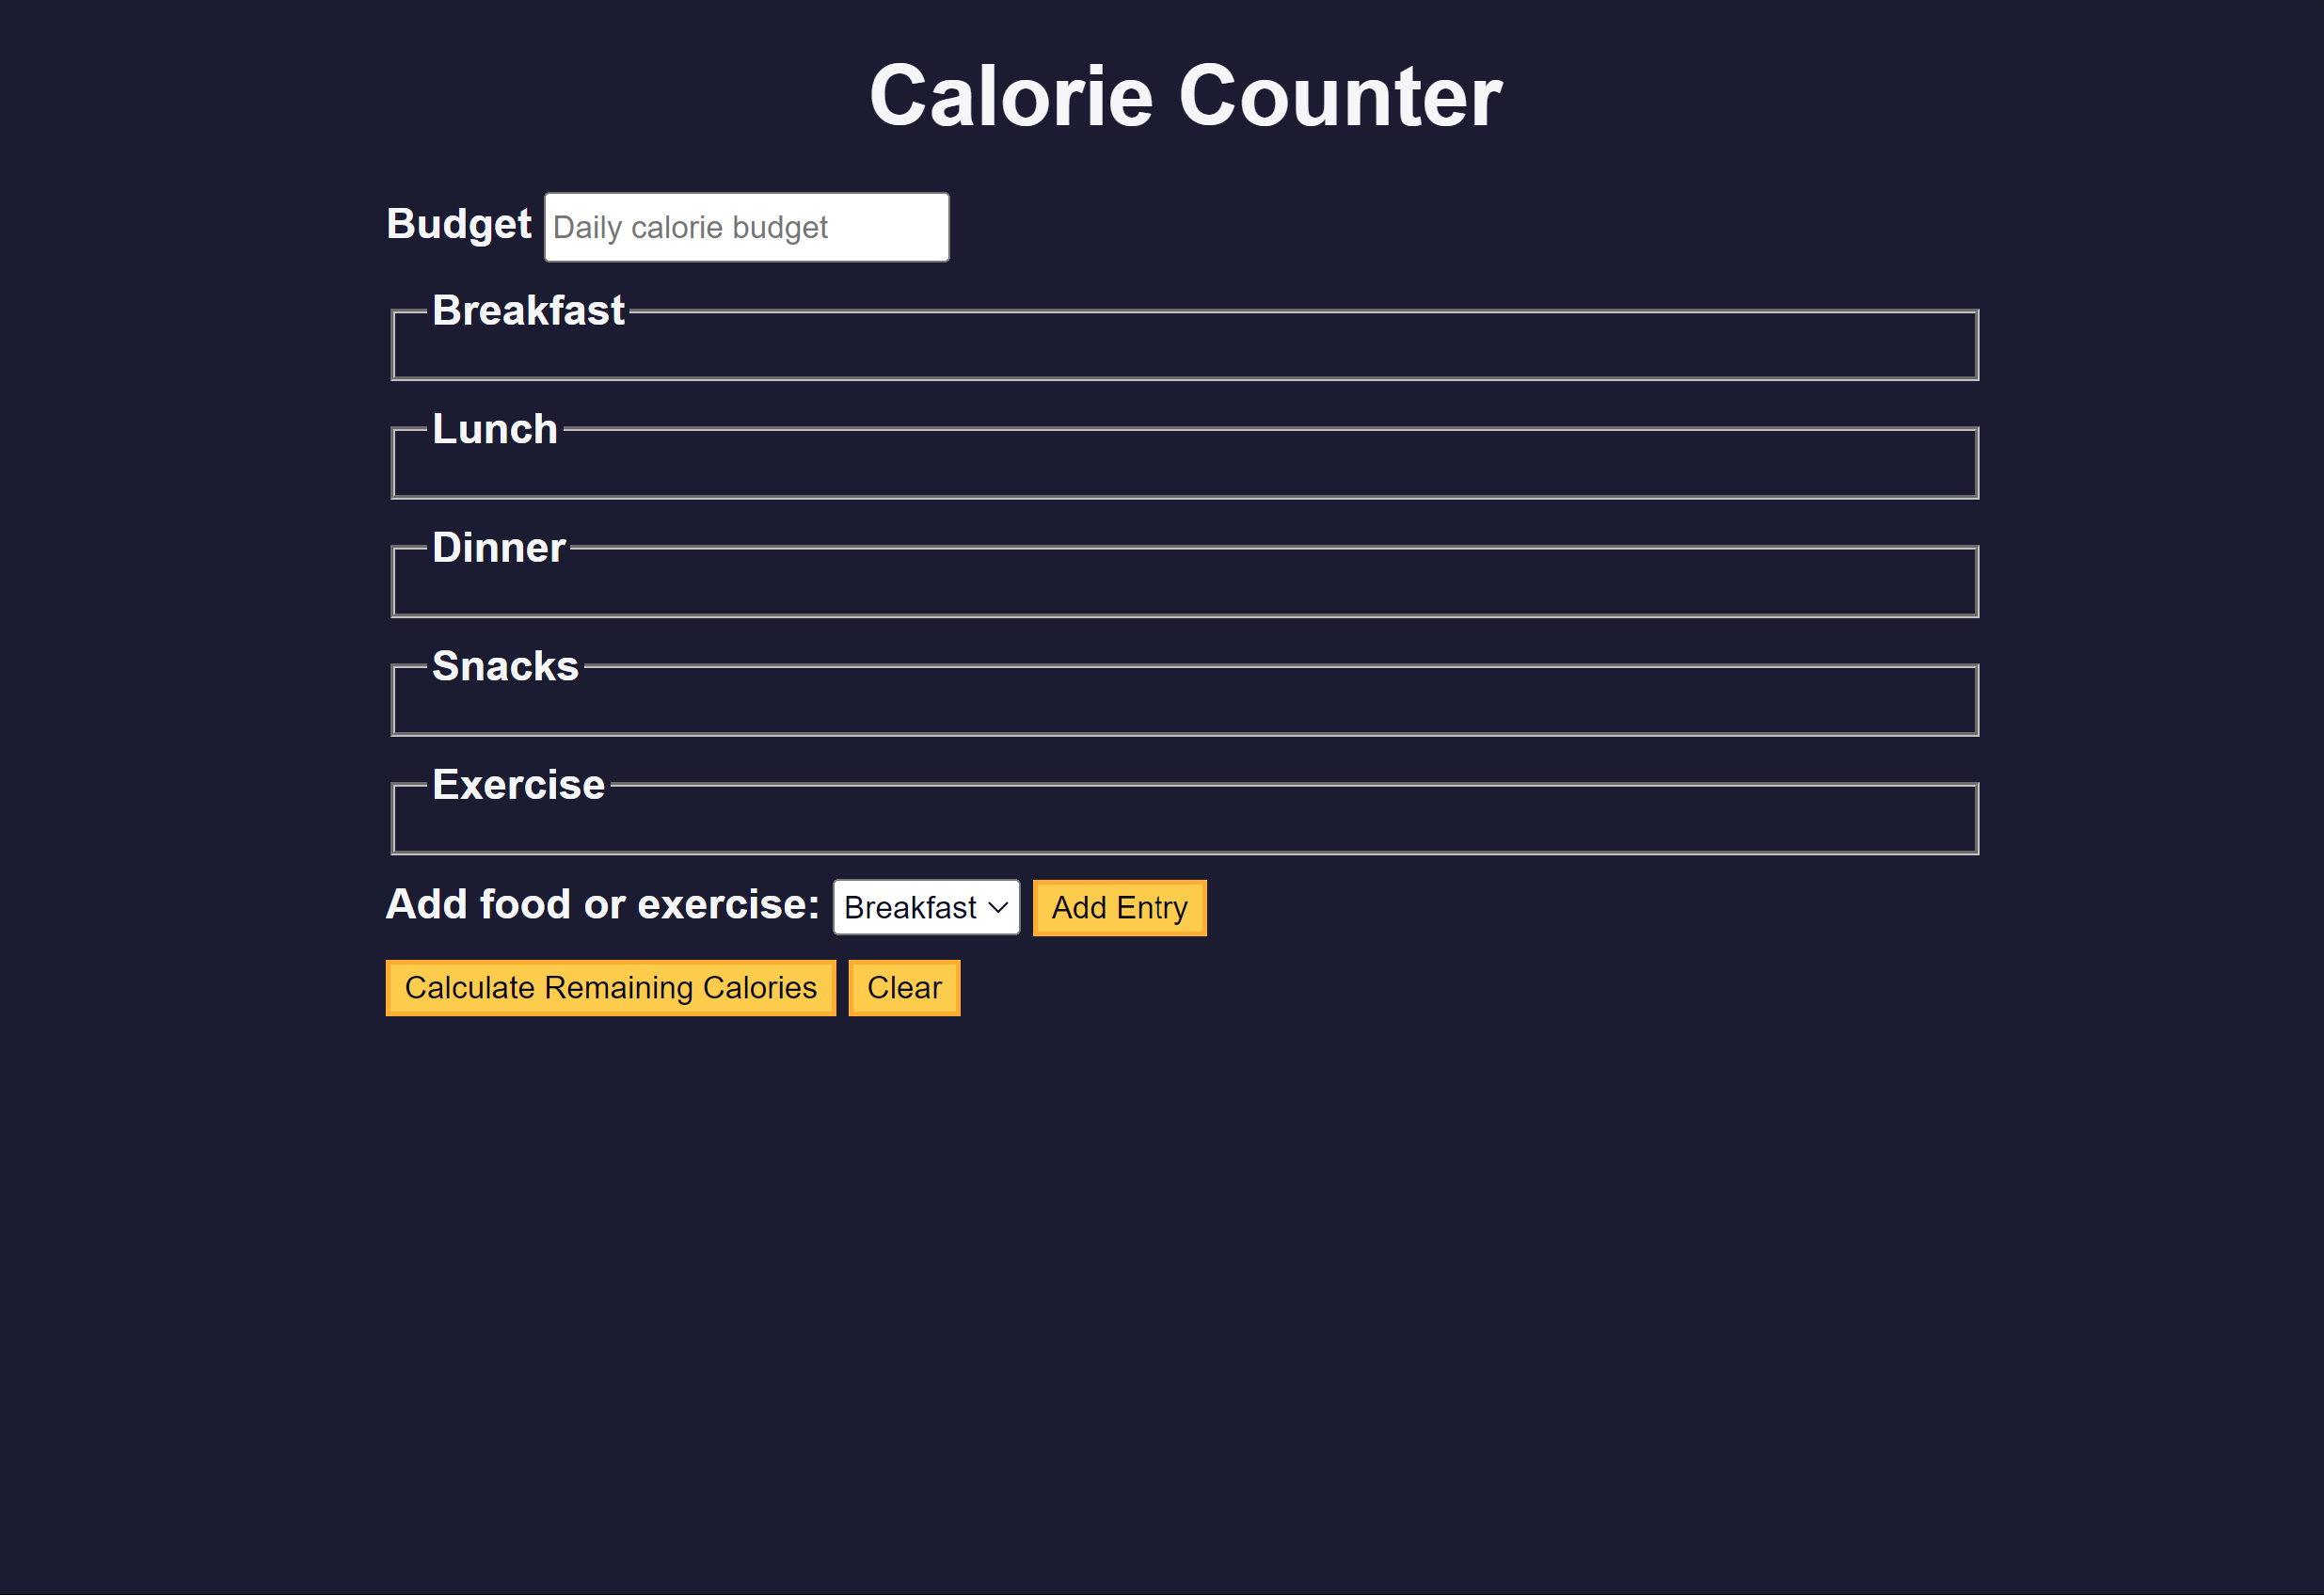 Calorie Counter
Budget Daily calorie budget
Breakfast
Lunch
Dinner
Snacks
Exercise
Add food or exercise: Breakfast Add Entry
Calculate Remaining Calories Clear